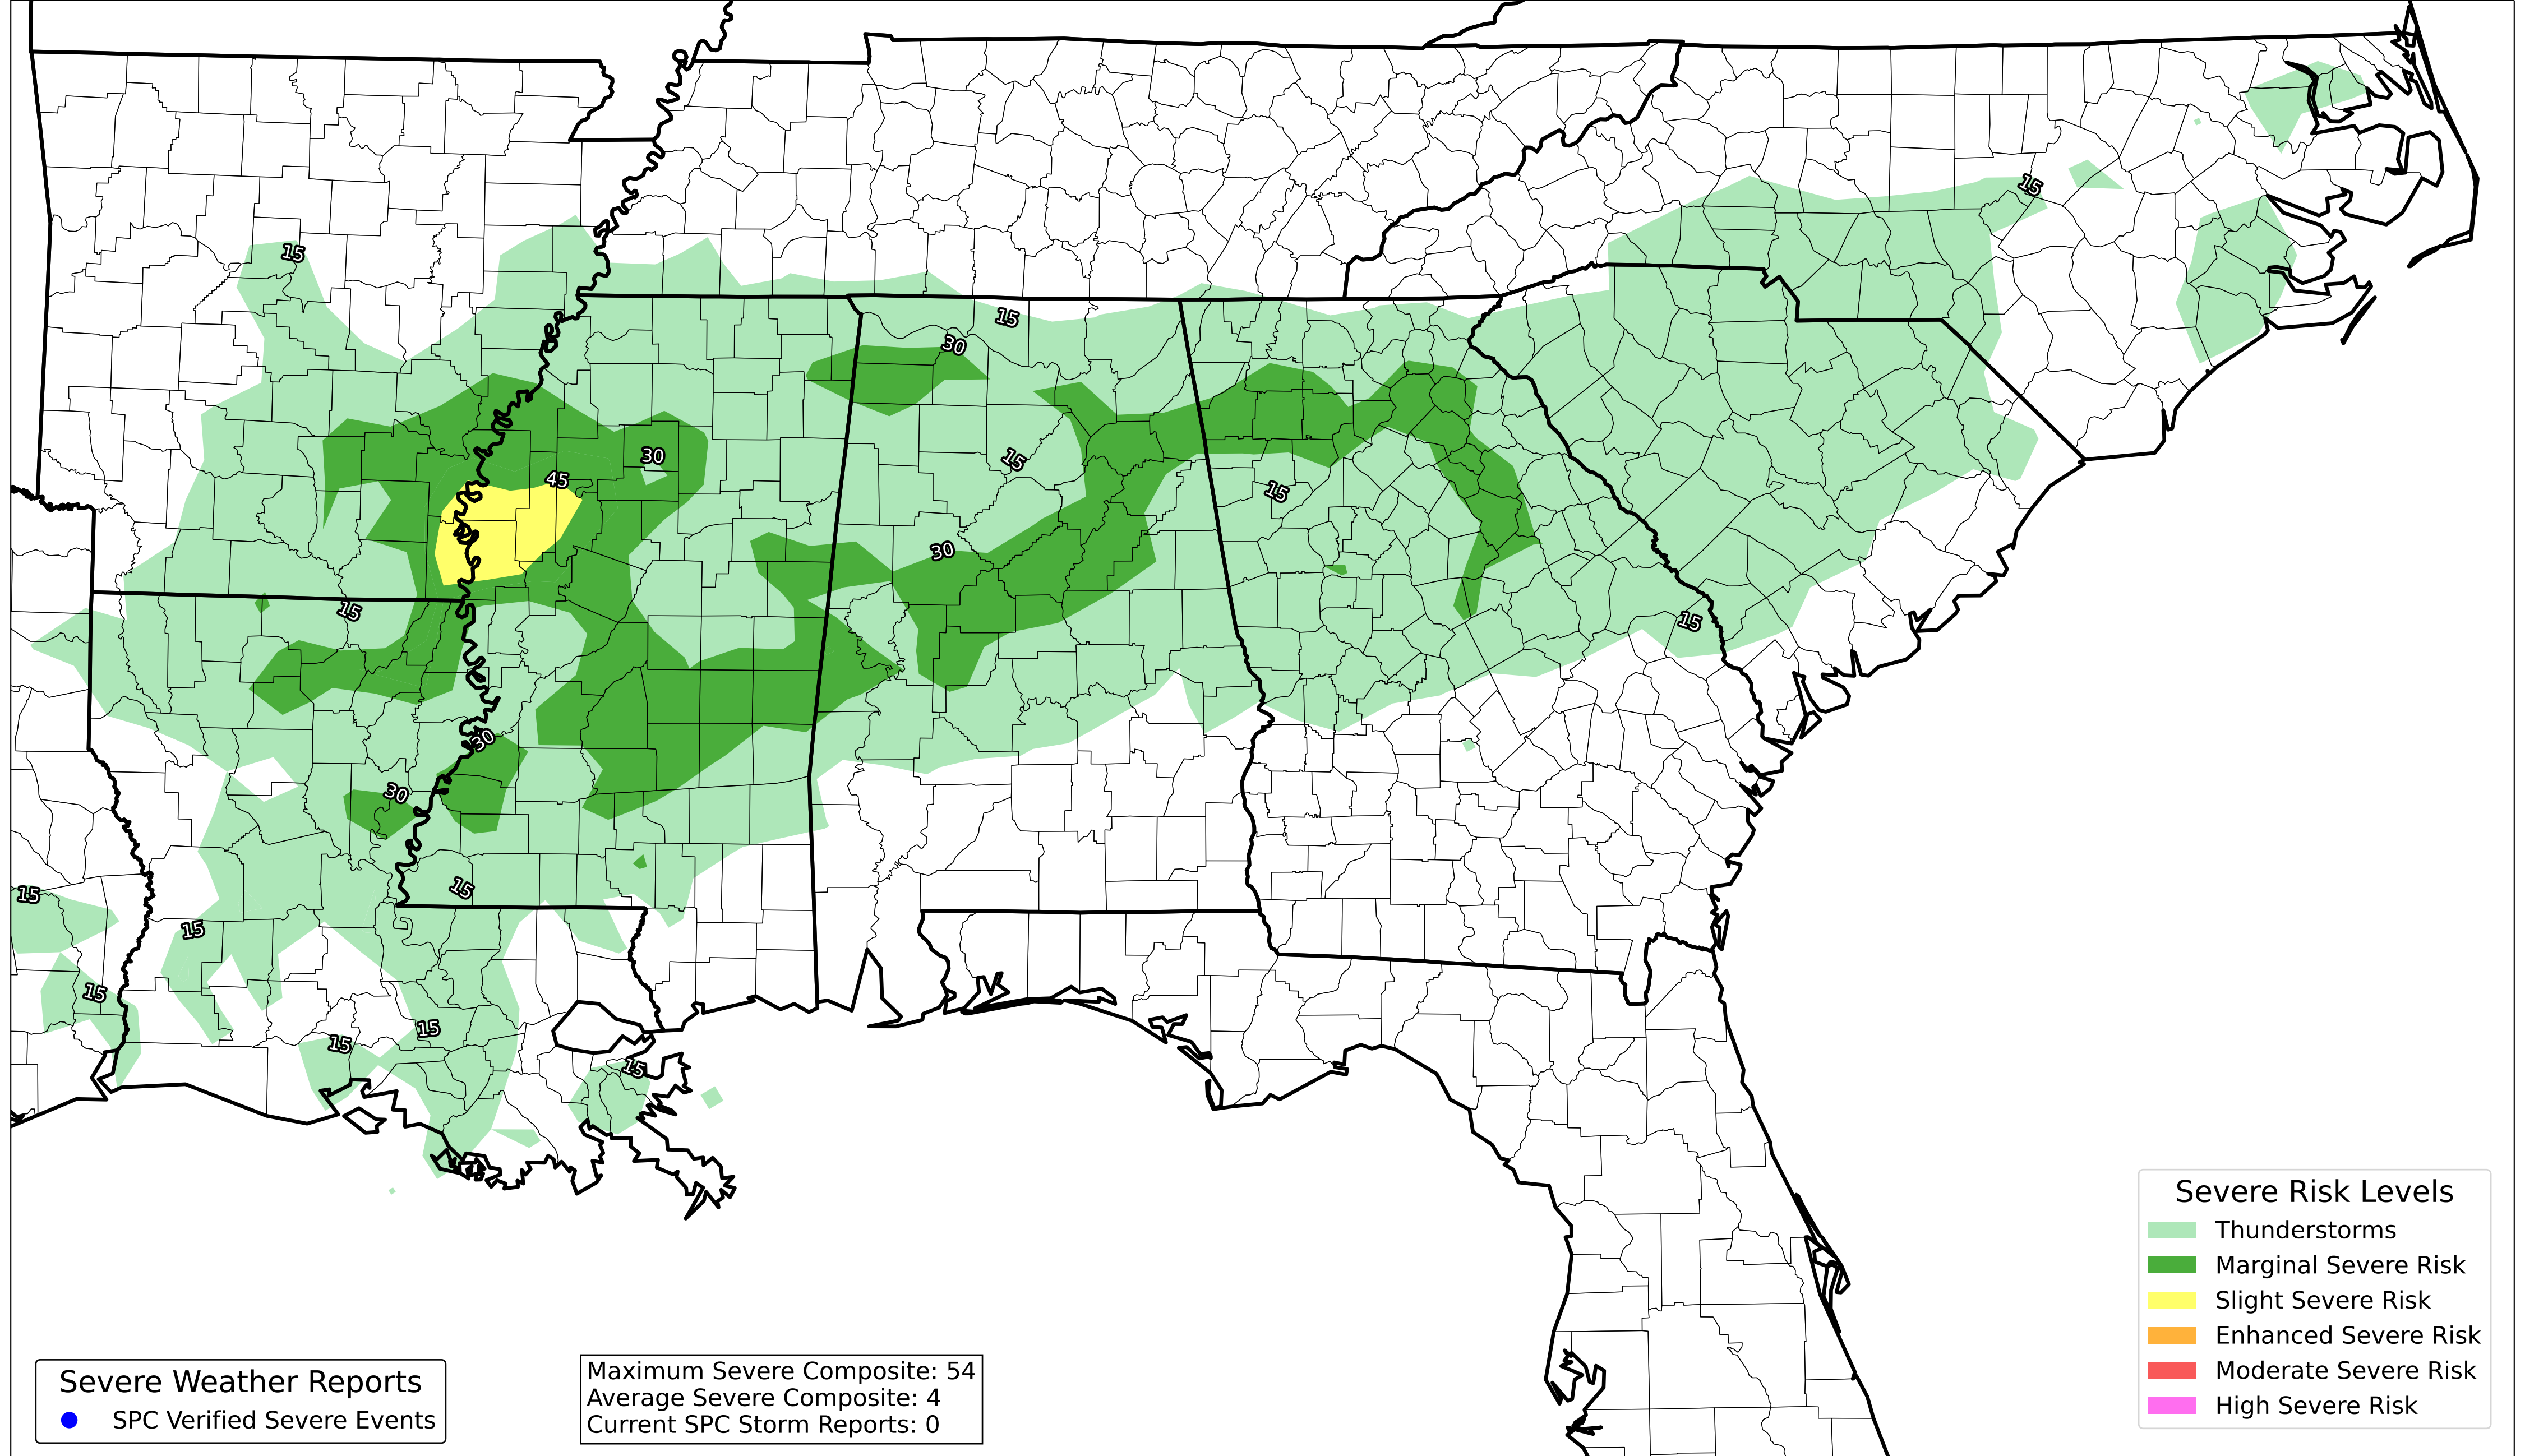 15
15
15
30
15
30
45
15
30
15
15
30
30
15
15
15
15
15
15
15
Severe Risk Levels
Thunderstorms
Marginal Severe Risk
Slight Severe Risk
Enhanced Severe Risk
Moderate Severe Risk
High Severe Risk
Severe Weather Reports
SPC Verified Severe Events
Maximum Severe Composite: 54
Average Severe Composite: 4
Current SPC Storm Reports: 0